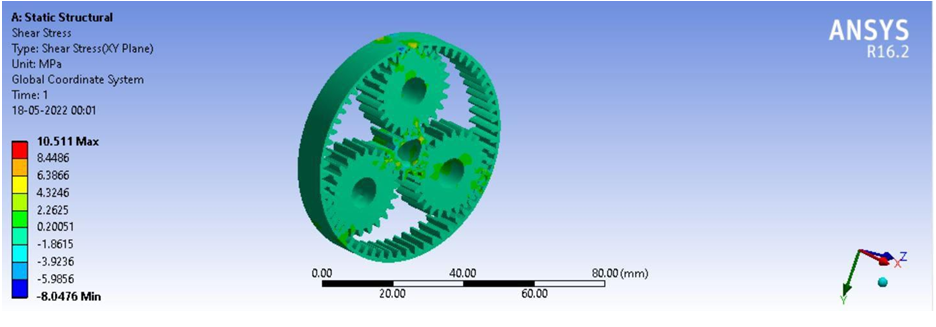 A: Static Structural
Shear Stress
Type: Shear Stress(XY Plane)
Unit: MPa
Global Coordinate System
Time: 1
18-05-2022 00:01
10.511 Max
8.4486
6.3866
4.3246
2.2625
0.20051
-1.8615
-3.9236
-5.9856
-8.0476 Min
ANSYS
R16.2
0.00 40.00 80.00 (mm)
20.00 60.00
Z
X
Y